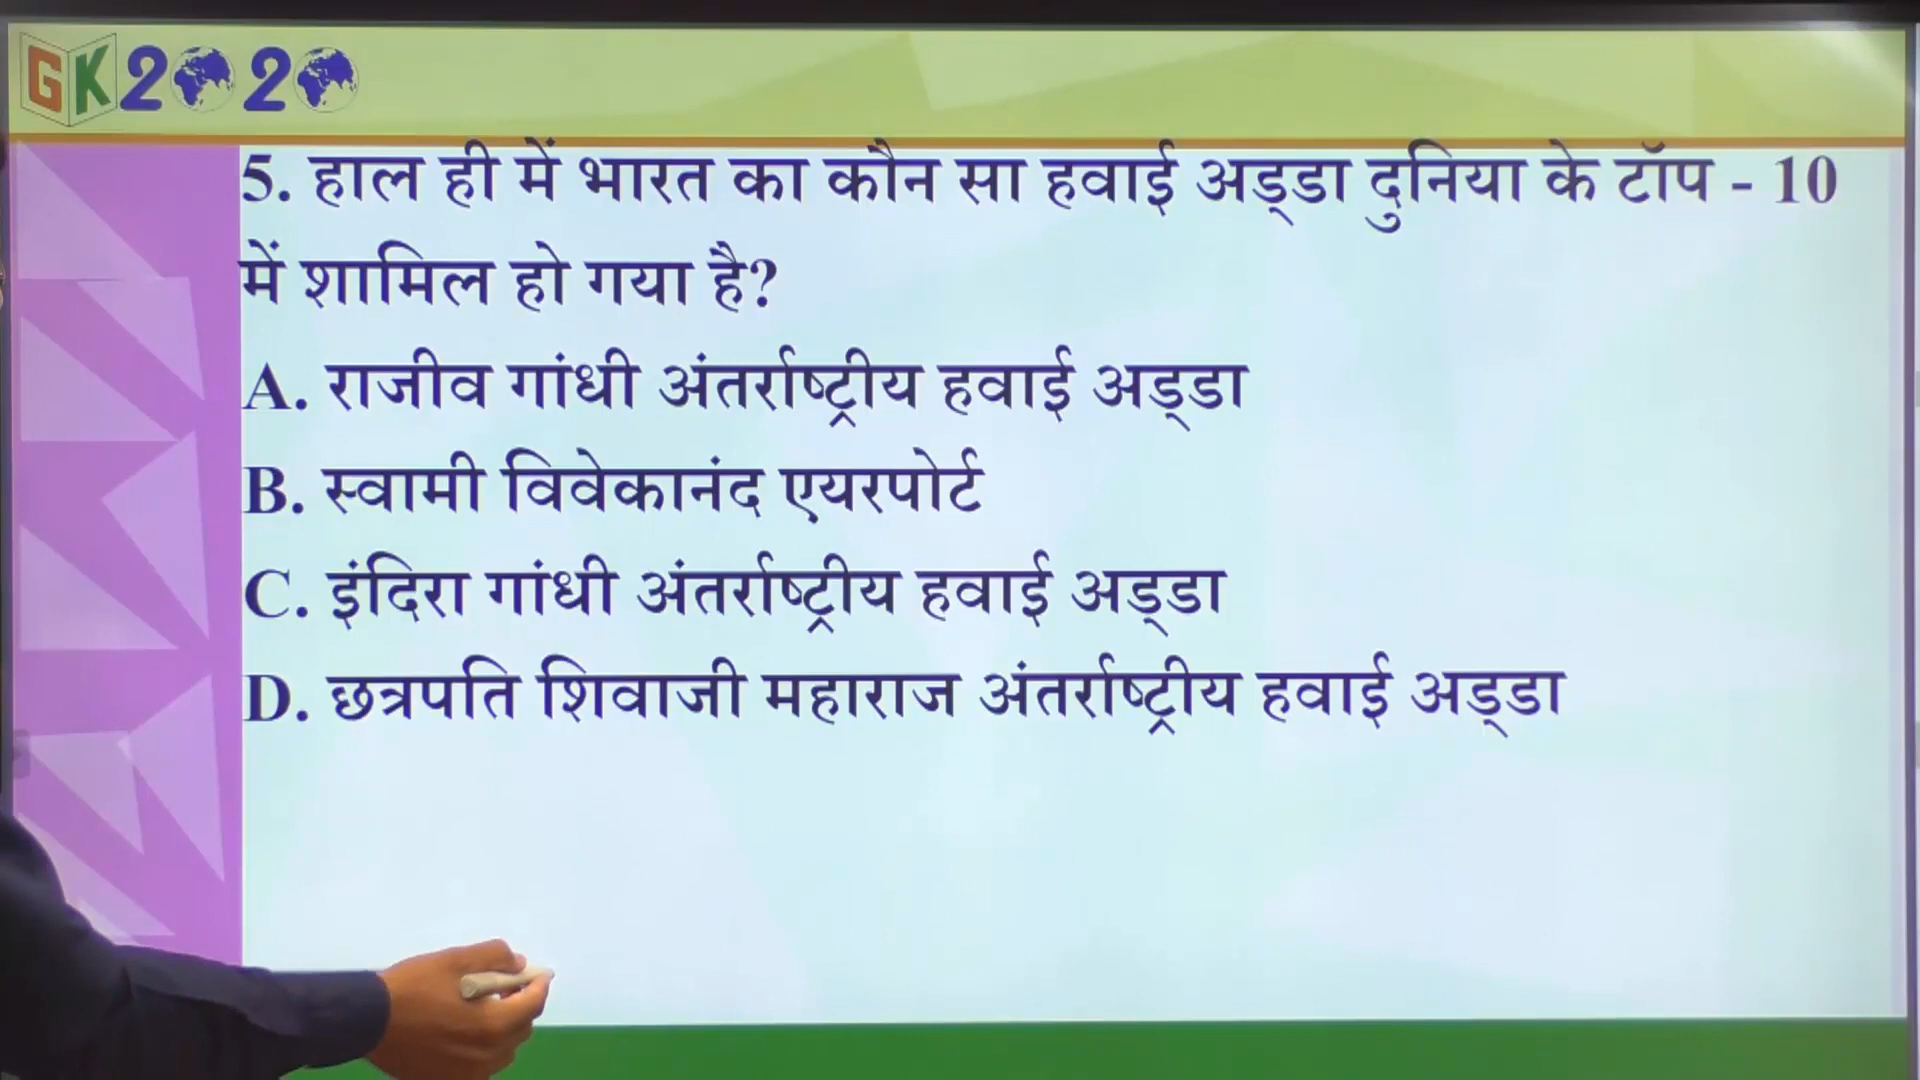 GK2020
5. हाल ही में भारत का कौन सा हवाई अड्डा दुनिया के टॉप - 10
में शामिल हो गया है?
A. राजीव गांधी अंतर्राष्ट्रीय हवाई अड्डा
B. स्वामी विवेकानंद एयरपोर्ट
C. इंदिरा गांधी अंतर्राष्ट्रीय हवाई अड्डा
D. छत्रपति शिवाजी महाराज अंतर्राष्ट्रीय हवाई अड्डा